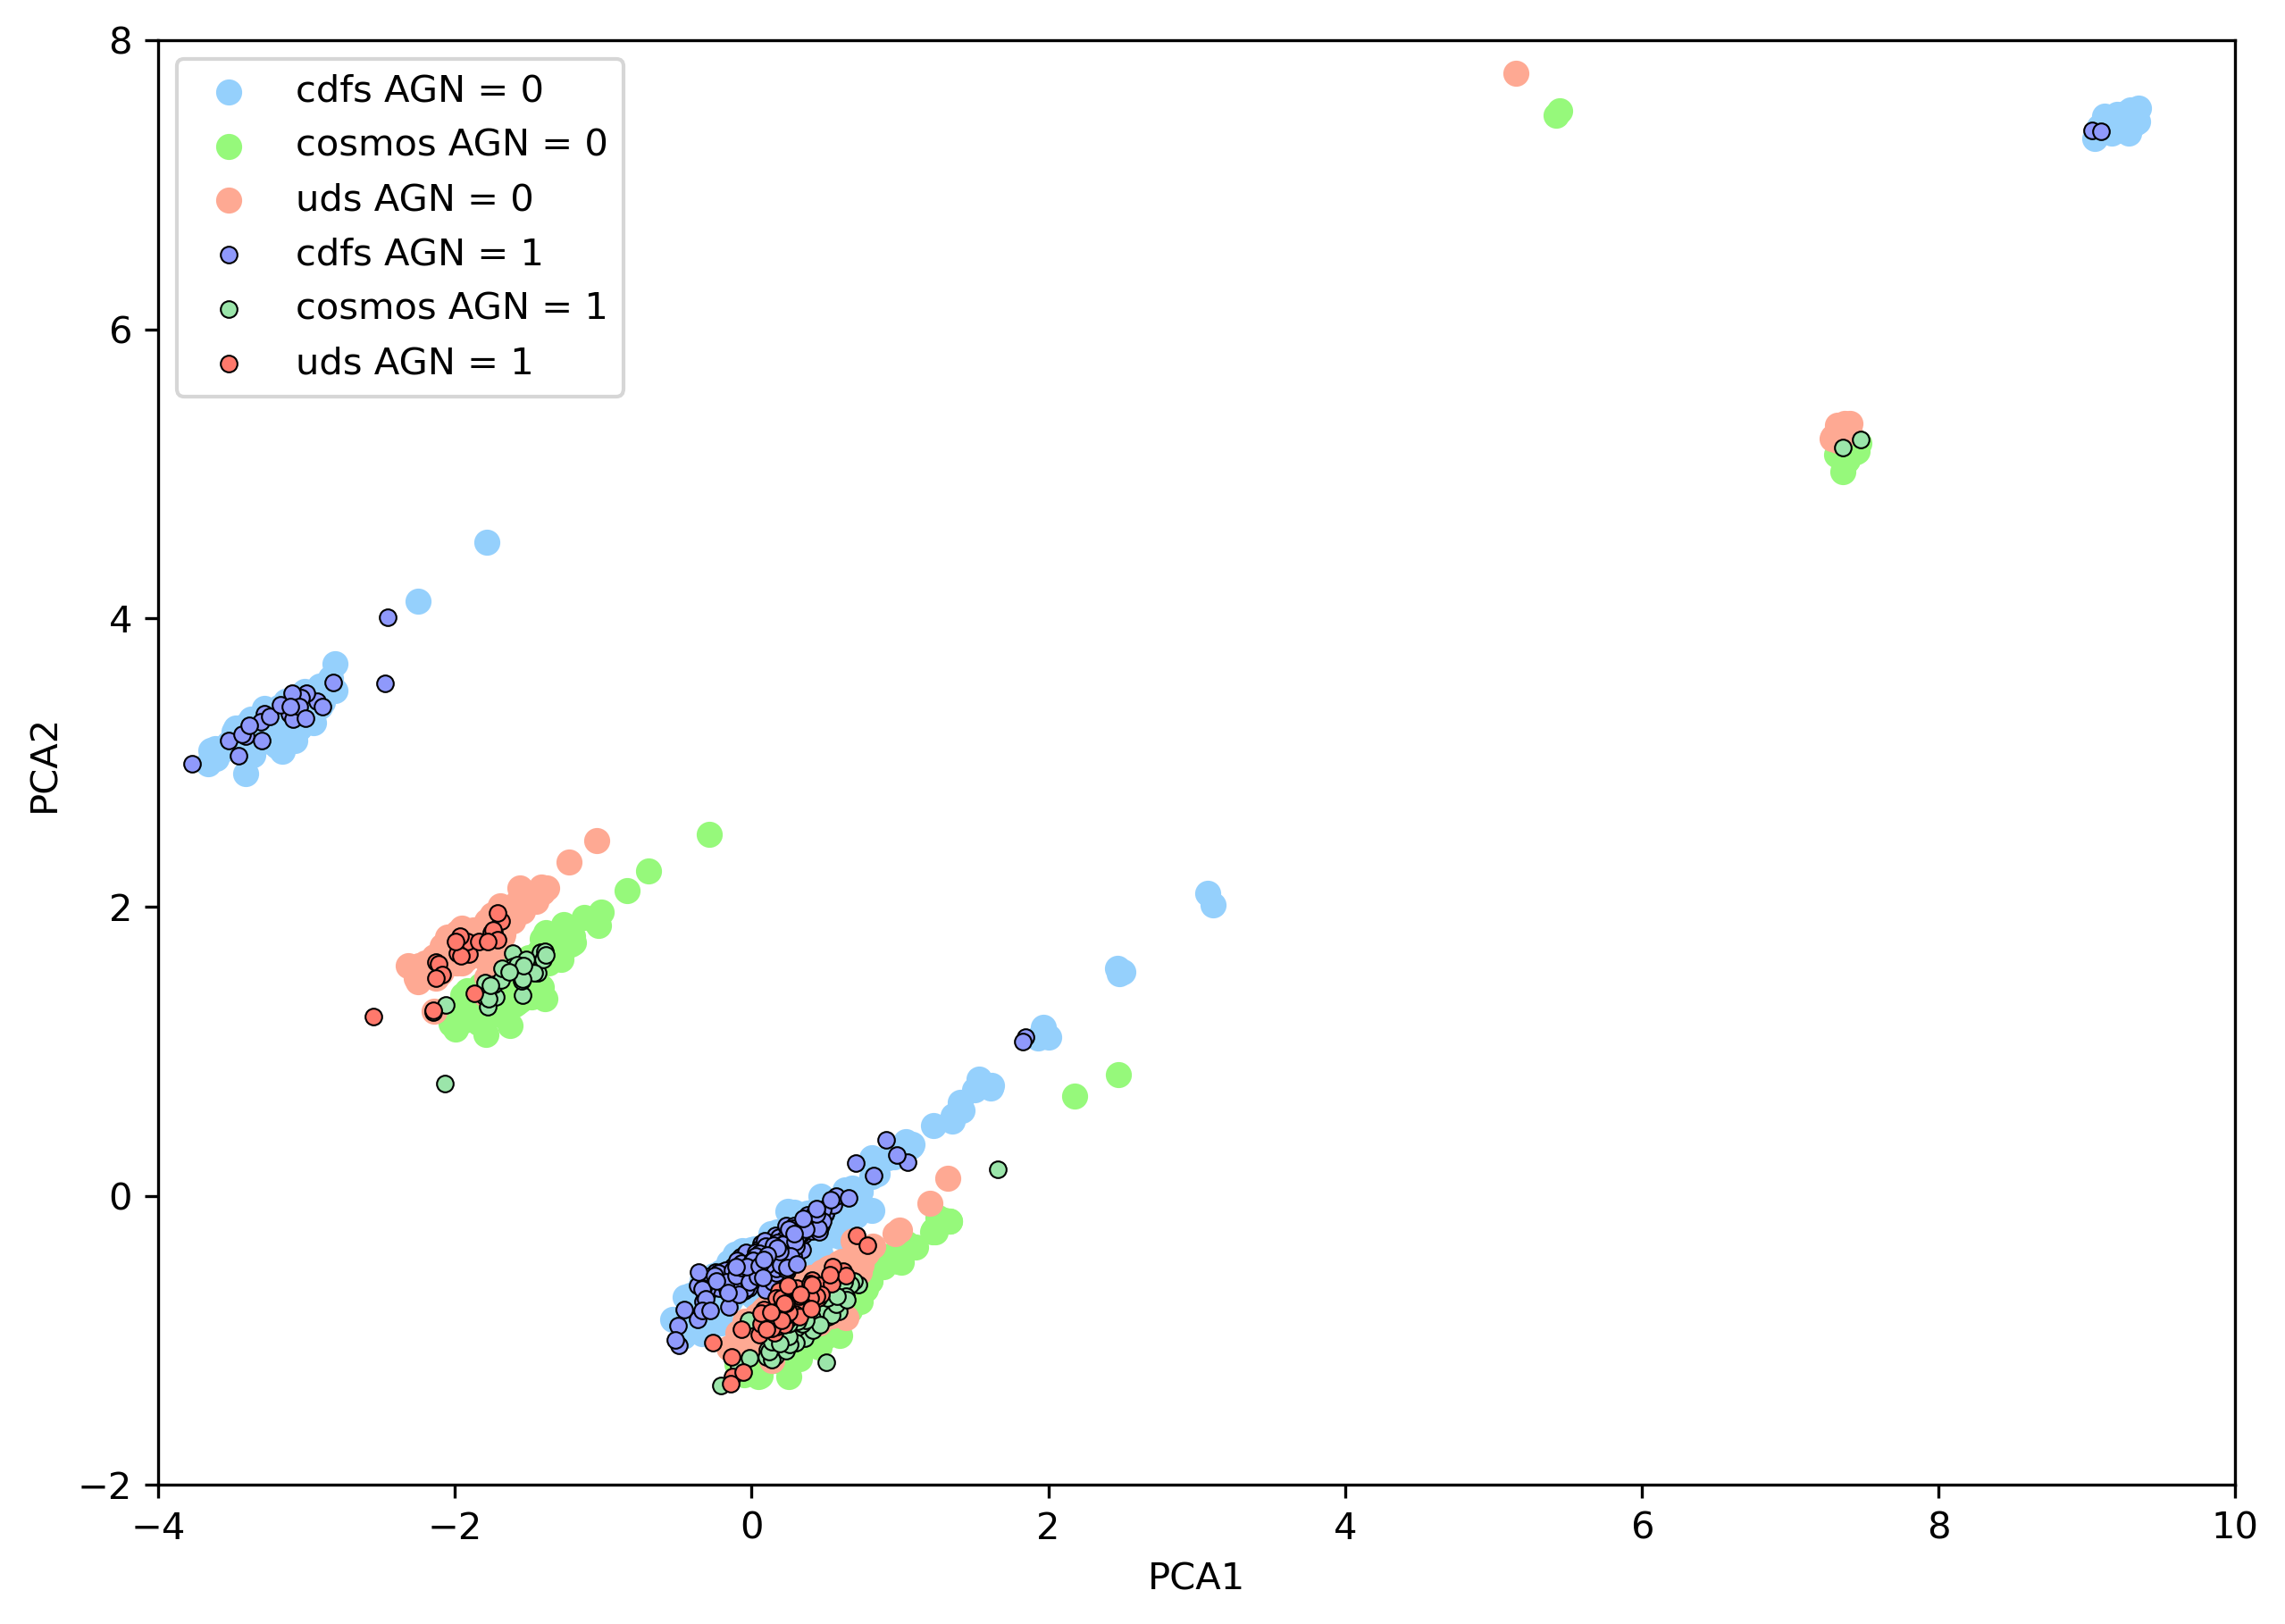 8
6
4
2
0
−2
−4
−2
0
2
4
6
8
10
PCA2
PCA1
cdfs AGN = 0
cosmos AGN = 0
uds AGN = 0
cdfs AGN = 1
cosmos AGN = 1
uds AGN = 1